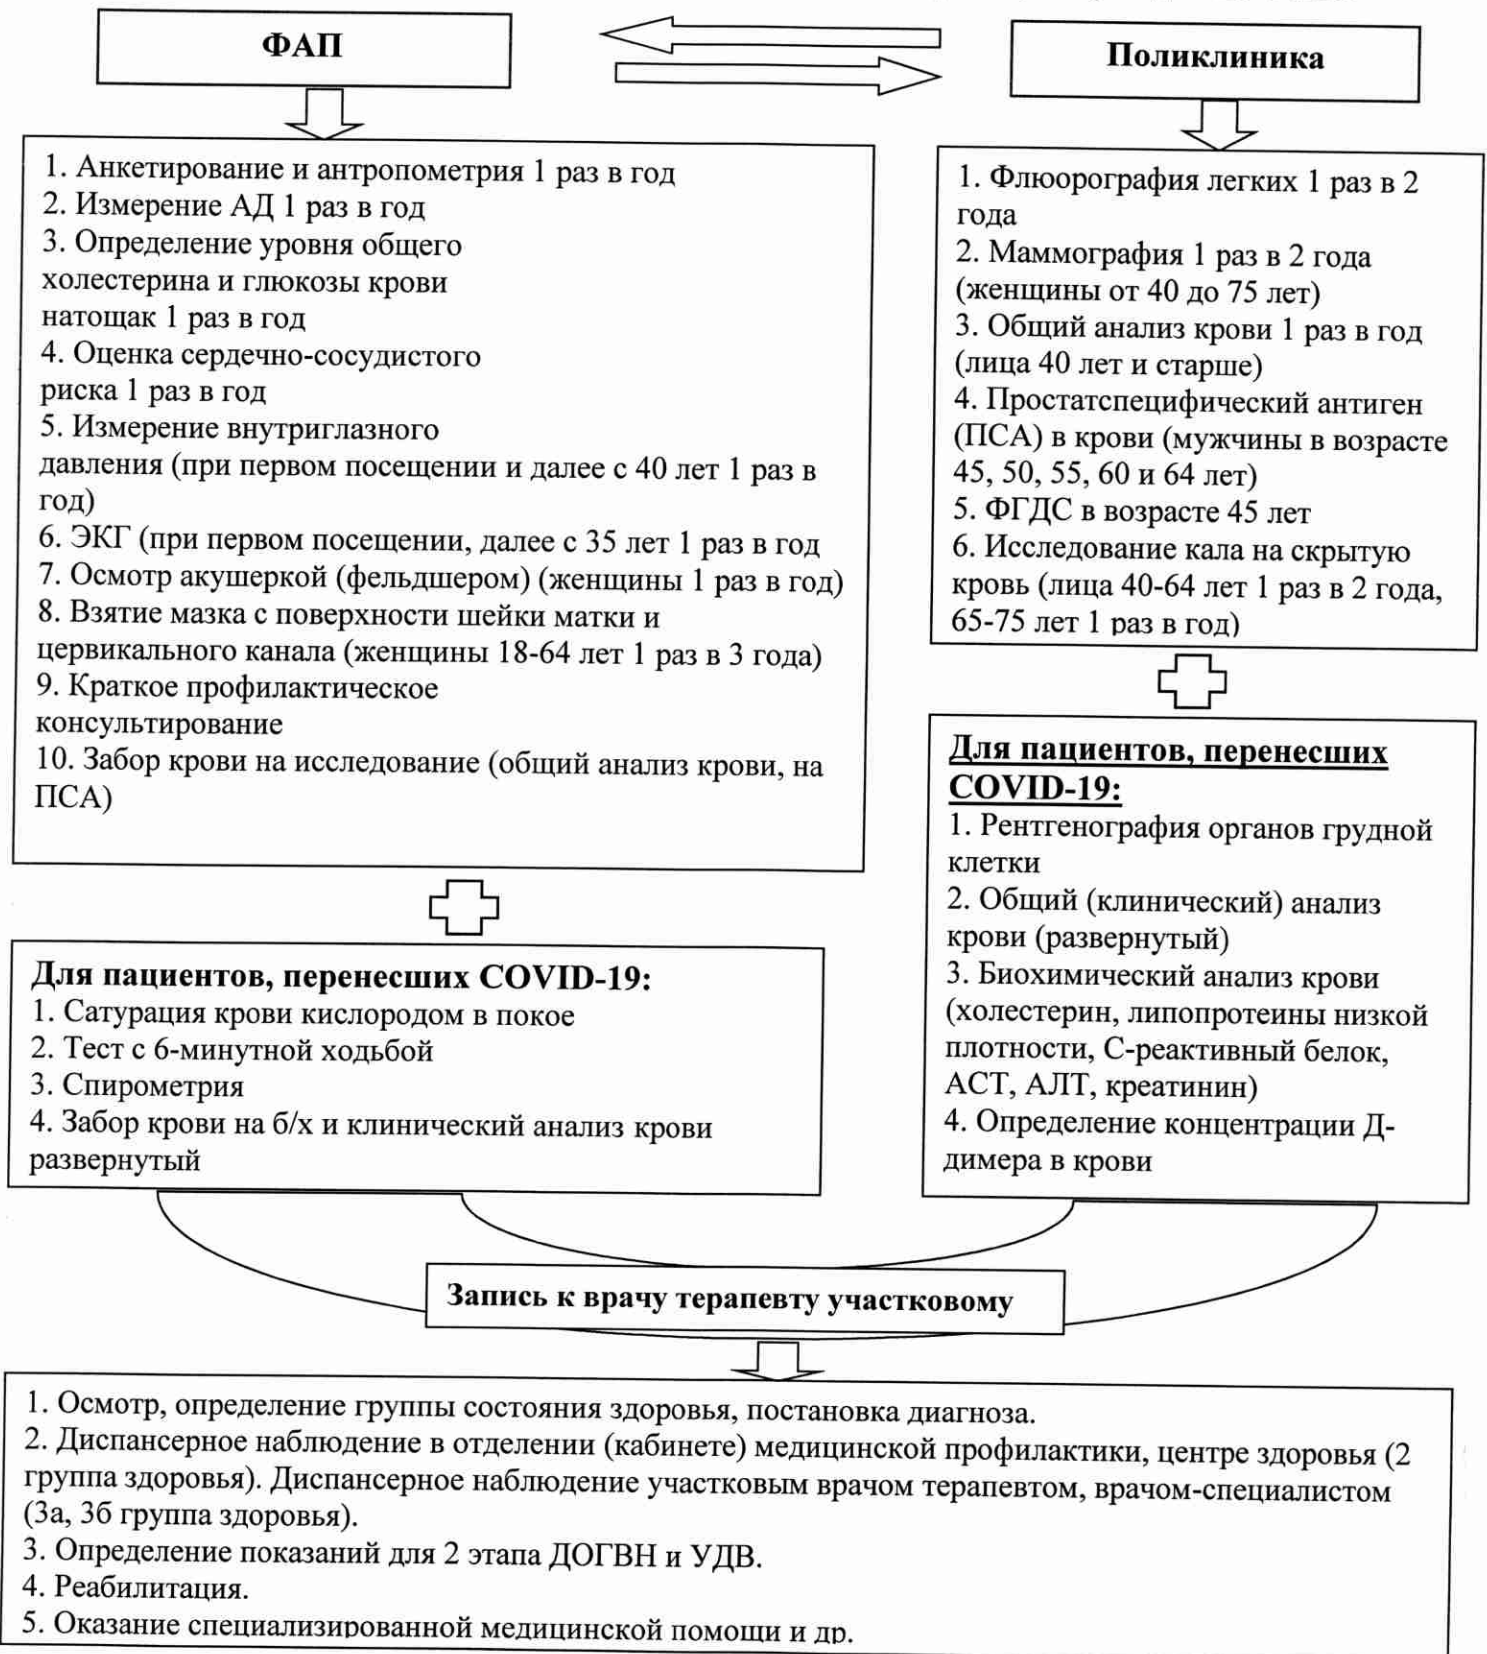 ФАП
Поликлиника
1. Анкетирование и антропометрия 1 раз в год
2. Измерение АД 1 раз в год
3. Определение уровня общего
холестерина и глюкозы крови
натощак 1 раз в год
4. Оценка сердечно-сосудистого
риска 1 раз в год
5. Измерение внутриглазного
давления (при первом посещении и далее с 40 лет 1 раз в
год)
6. ЭКГ (при первом посещении, далее с 35 лет 1 раз в год
7. Осмотр акушеркой (фельдшером) (женщины 1 раз в год)
8. Взятие мазка с поверхности шейки матки и
цервикального канала (женщины 18-64 лет 1 раз в 3 года)
9. Краткое профилактическое
консультирование
10. Забор крови на исследование (общий анализ крови, на
ПСА)
1. Флюорография легких 1 раз в 2
года
2. Маммография 1 раз в 2 года
(женщины от 40 до 75 лет)
3. Общий анализ крови 1 раз в год
(лица 40 лет и старше)
4. Простатспецифический антиген
(ПСА) в крови (мужчины в возрасте
45, 50, 55, 60 и 64 лет)
5. ФГДС в возрасте 45 лет
6. Исследование кала на скрытую
кровь (лица 40-64 лет 1 раз в 2 года,
65-75 лет 1 раз в год)
Для пациентов, перенесших COVID-19:
1. Сатурация крови кислородом в покое
2. Тест с 6-минутной ходьбой
3. Спирометрия
4. Забор крови на б/х и клинический анализ крови
развернутый
Для пациентов, перенесших
COVID-19:
1. Рентгенография органов грудной
клетки
2. Общий (клинический) анализ
крови (развернутый)
3. Биохимический анализ крови
(холестерин, липопротеины низкой
плотности, С-реактивный белок,
АСТ, АЛТ, креатинин)
4. Определение концентрации Д-
димера в крови
Запись к врачу терапевту участковому
1. Осмотр, определение группы состояния здоровья, постановка диагноза.
2. Диспансерное наблюдение в отделении (кабинете) медицинской профилактики, центре здоровья (2
группа здоровья). Диспансерное наблюдение участковым врачом терапевтом, врачом-специалистом
(3а, 3б группа здоровья).
3. Определение показаний для 2 этапа ДОГВН и УДВ.
4. Реабилитация.
5. Оказание специализированной медицинской помощи и др.